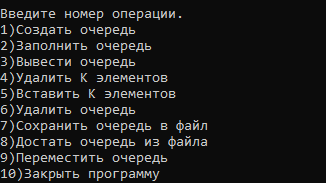 Введите номер операции.
1)Создать очередь
2)Заполнить очередь
3)Вывести очередь
4)Удалить K элементов
5)Вставить K элементов
6)Удалить очередь
7)Сохранить очередь в файл
8)Достать очередь из файла
9)Переместить очередь
10)Закрыть программу